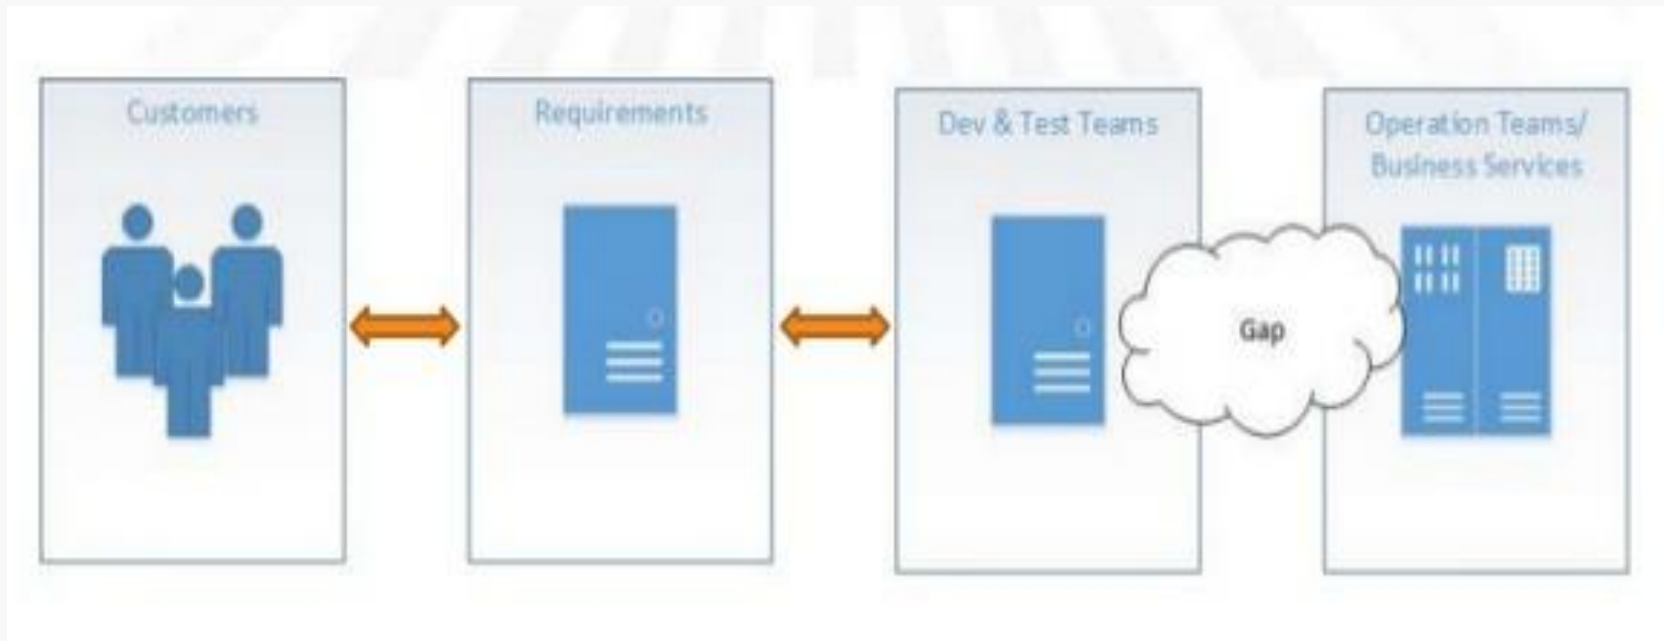 Customers
Requirements
Dev & Test Teams
Gap
Operation Teams/
Business Services